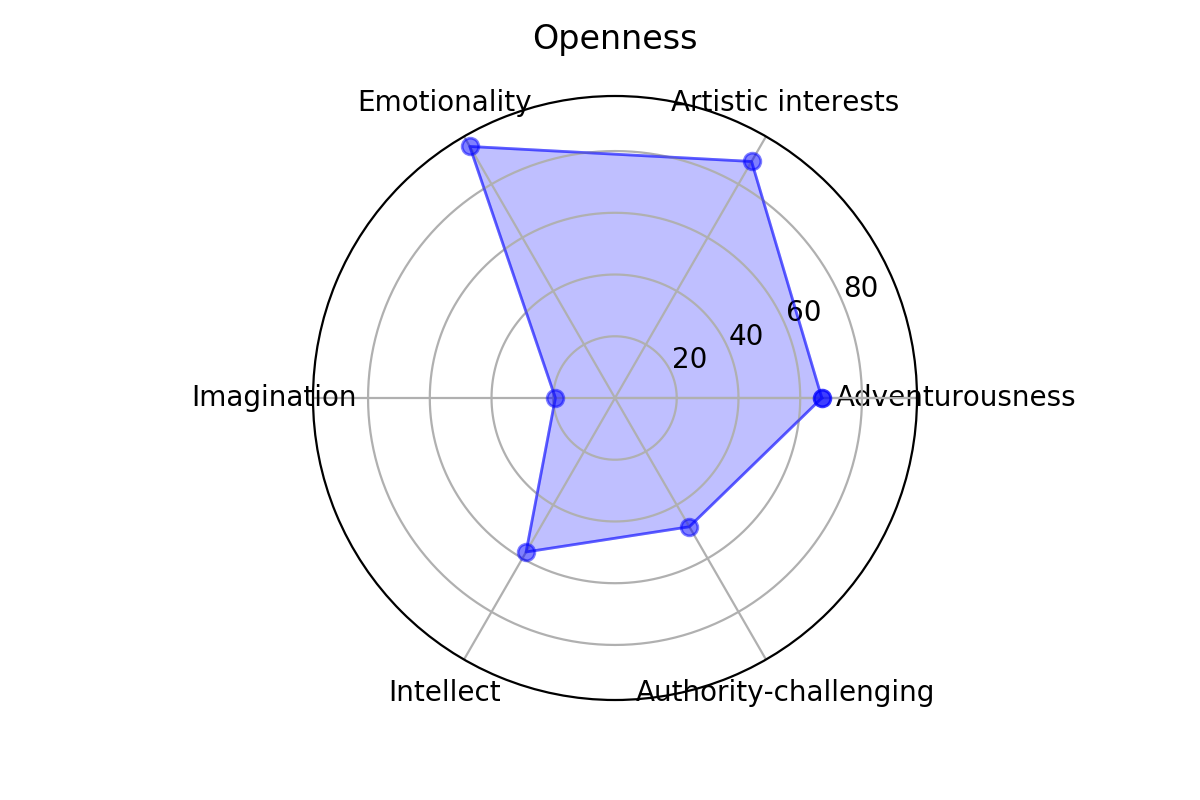 Openness
Emotionality
Artistic interests
80
60
40
20
Imagination
Adventurousness
Intellect
Authority-challenging